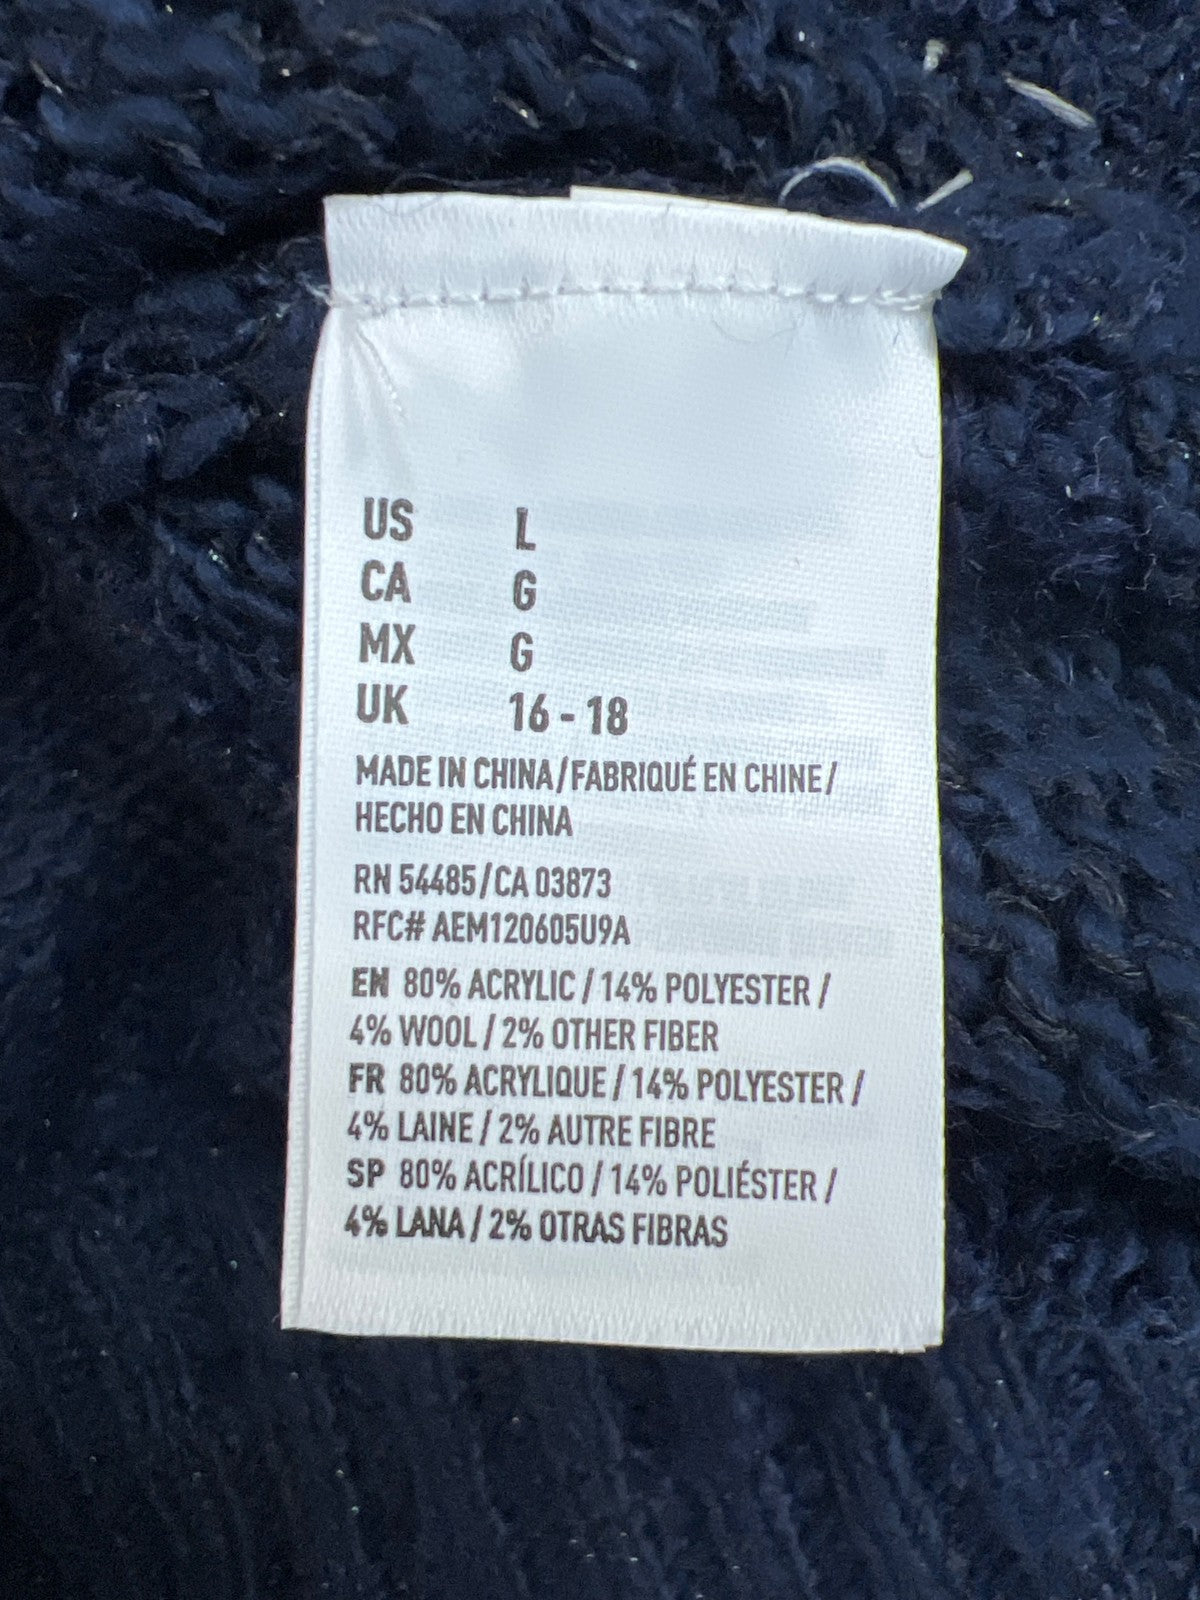 US L
CA G
MX G
UK 16 - 18
MADE IN CHINA/FABRIQUÉ EN CHINE/
HECHO EN CHINA
RN 54485/CA 03873
RFC# AEM120605U9A
EN 80% ACRYLIC / 14% POLYESTER /
4% WOOL / 2% OTHER FIBER
FR 80% ACRYLIQUE / 14% POLYESTER /
4% LAINE / 2% AUTRE FIBRE
SP 80% ACRÍLICO / 14% POLIÉSTER /
4% LANA / 2% OTRAS FIBRAS